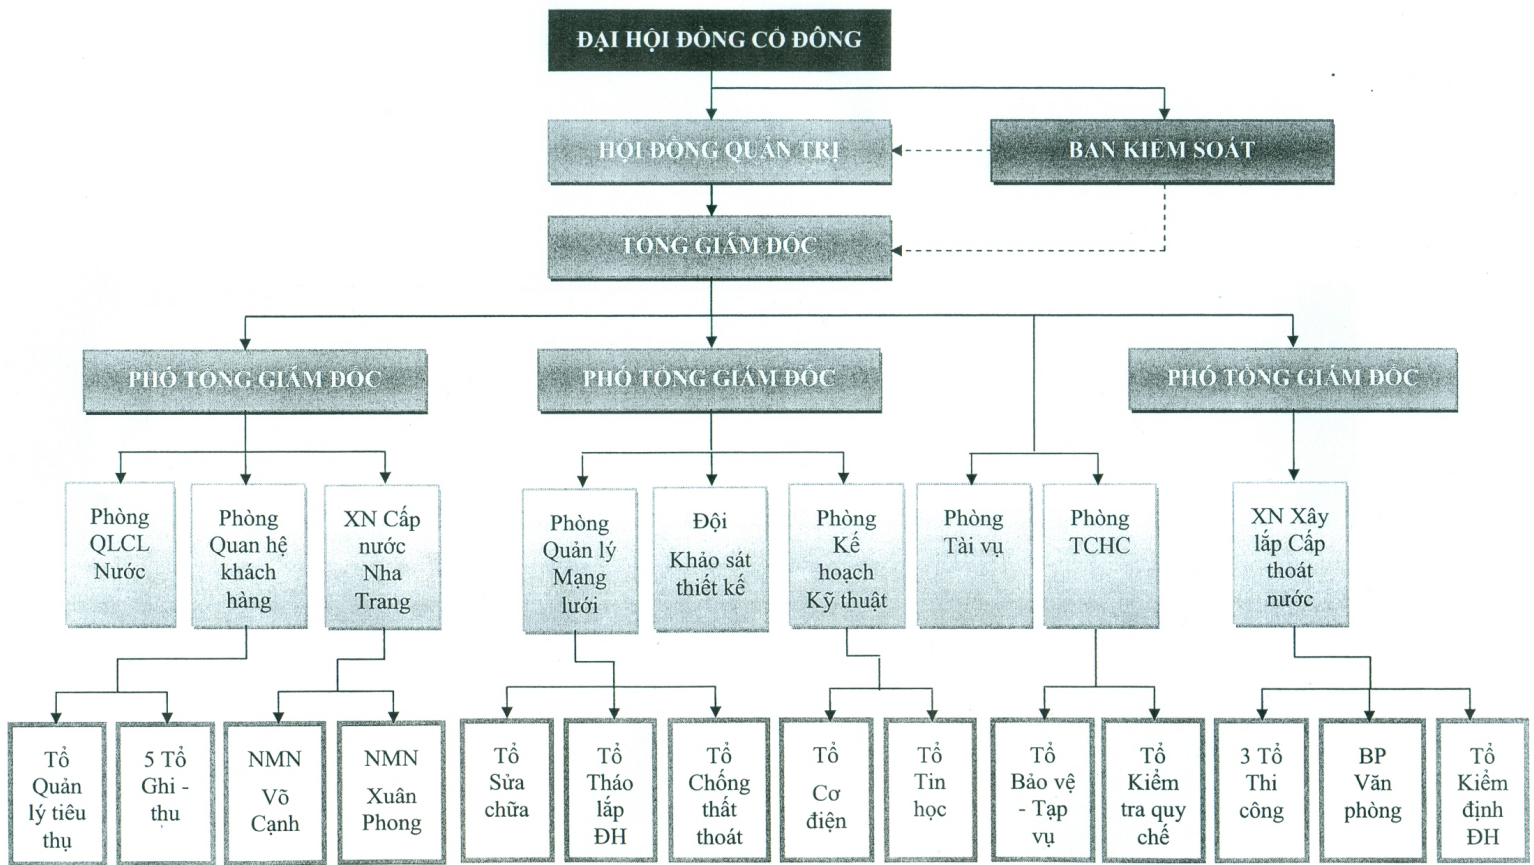 ĐẠI HỘI ĐỒNG CỔ ĐÔNG
HỘI ĐỒNG QUẢN TRỊ
BAN KIỂM SOÁT
TỔNG GIÁM ĐỐC
PHÓ TỔNG GIÁM ĐỐC
PHÓ TỔNG GIÁM ĐỐC
PHÓ TỔNG GIÁM ĐỐC
Phòng
QLCL
Nước
Phòng
Quan hệ
khách
hàng
XN Cấp
nước
Nha
Trang
Phòng
Quản lý
Mạng
lưới
Đội
Khảo sát
thiết kế
Phòng
Kế
hoạch
Kỹ thuật
Phòng
Tài vụ
Phòng
TCHC
XN Xây
lắp Cấp
thoát
nước
Tổ
Quản
lý tiêu
thụ
5 Tổ
Ghi -
thu
NMN
Võ
Cạnh
NMN
Xuân
Phong
Tổ
Sửa
chữa
Tổ
Tháo
lắp
ĐH
Tổ
Chống
thất
thoát
Tổ
Cơ
điện
Tổ
Tin
học
Tổ
Bảo vệ
- Tạp
vụ
Tổ
Kiểm
tra quy
chế
3 Tổ
Thi
công
BP
Văn
phòng
Tổ
Kiểm
định
ĐH